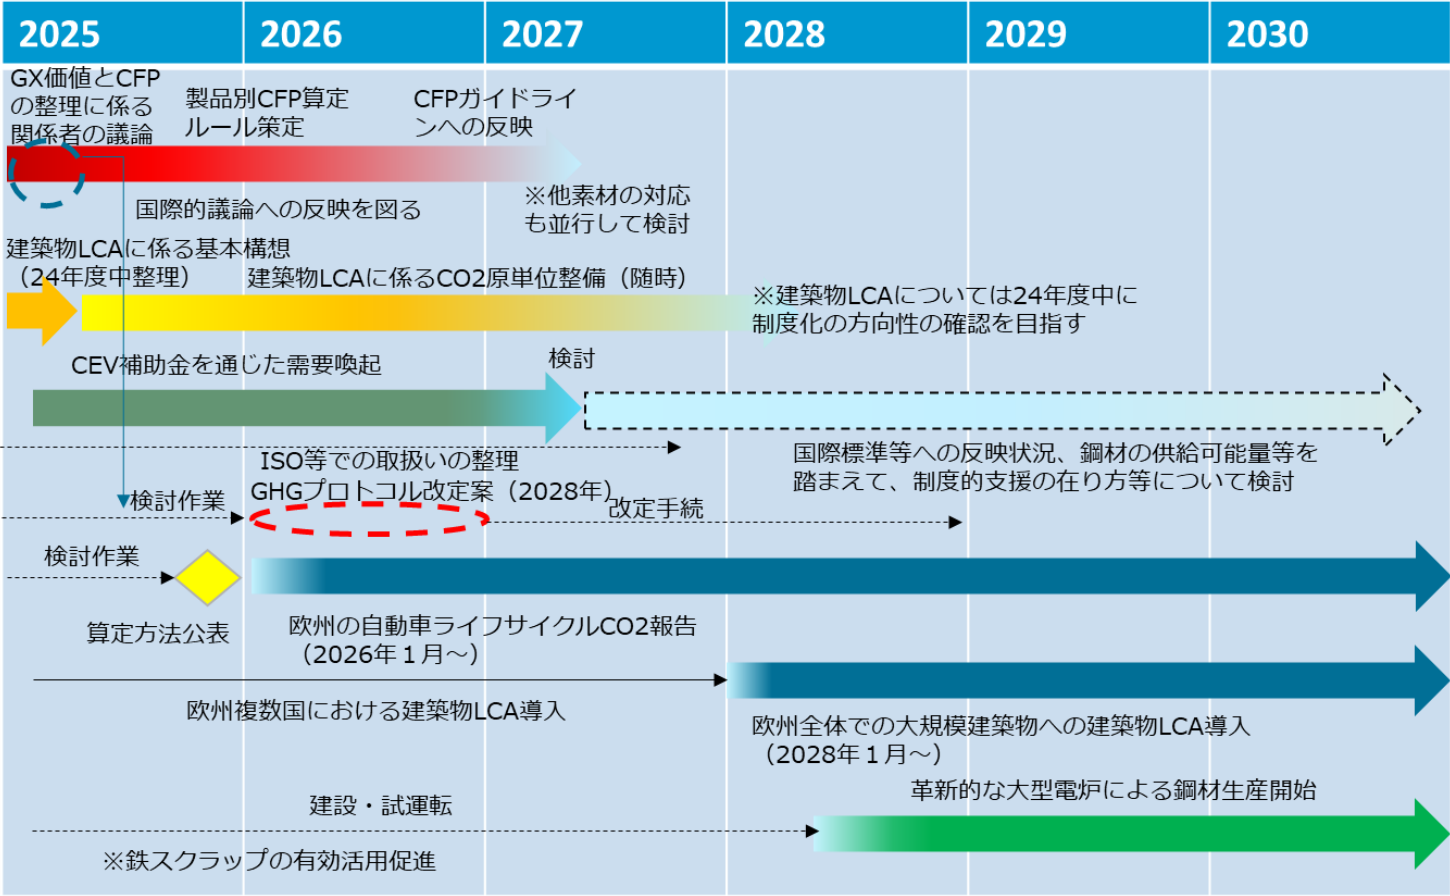 2025 2026 2027 2028 2029 2030
GX価値とCFP
の整理に係る
関係者の議論
製品別CFP算定
ルール策定
CFPガイドライ
ンへの反映
国際的議論への反映を図る
※他素材の対応
も並行して検討
建築物LCAに係る基本構想
（24年度中整理）
建築物LCAに係るCO2原単位整備（随時）
※建築物LCAについては24年度中に
制度化の方向性の確認を目指す
CEV補助金を通じた需要喚起
検討
国際標準等への反映状況、鋼材の供給可能量等を
踏まえて、制度的支援の在り方等について検討
ISO等での取扱いの整理
GHGプロトコル改定案（2028年）
検討作業
改定手続
検討作業
算定方法公表
欧州の自動車ライフサイクルCO2報告
（2026年１月～）
欧州複数国における建築物LCA導入
欧州全体での大規模建築物への建築物LCA導入
（2028年１月～）
建設・試運転
革新的な大型電炉による鋼材生産開始
※鉄スクラップの有効活用促進